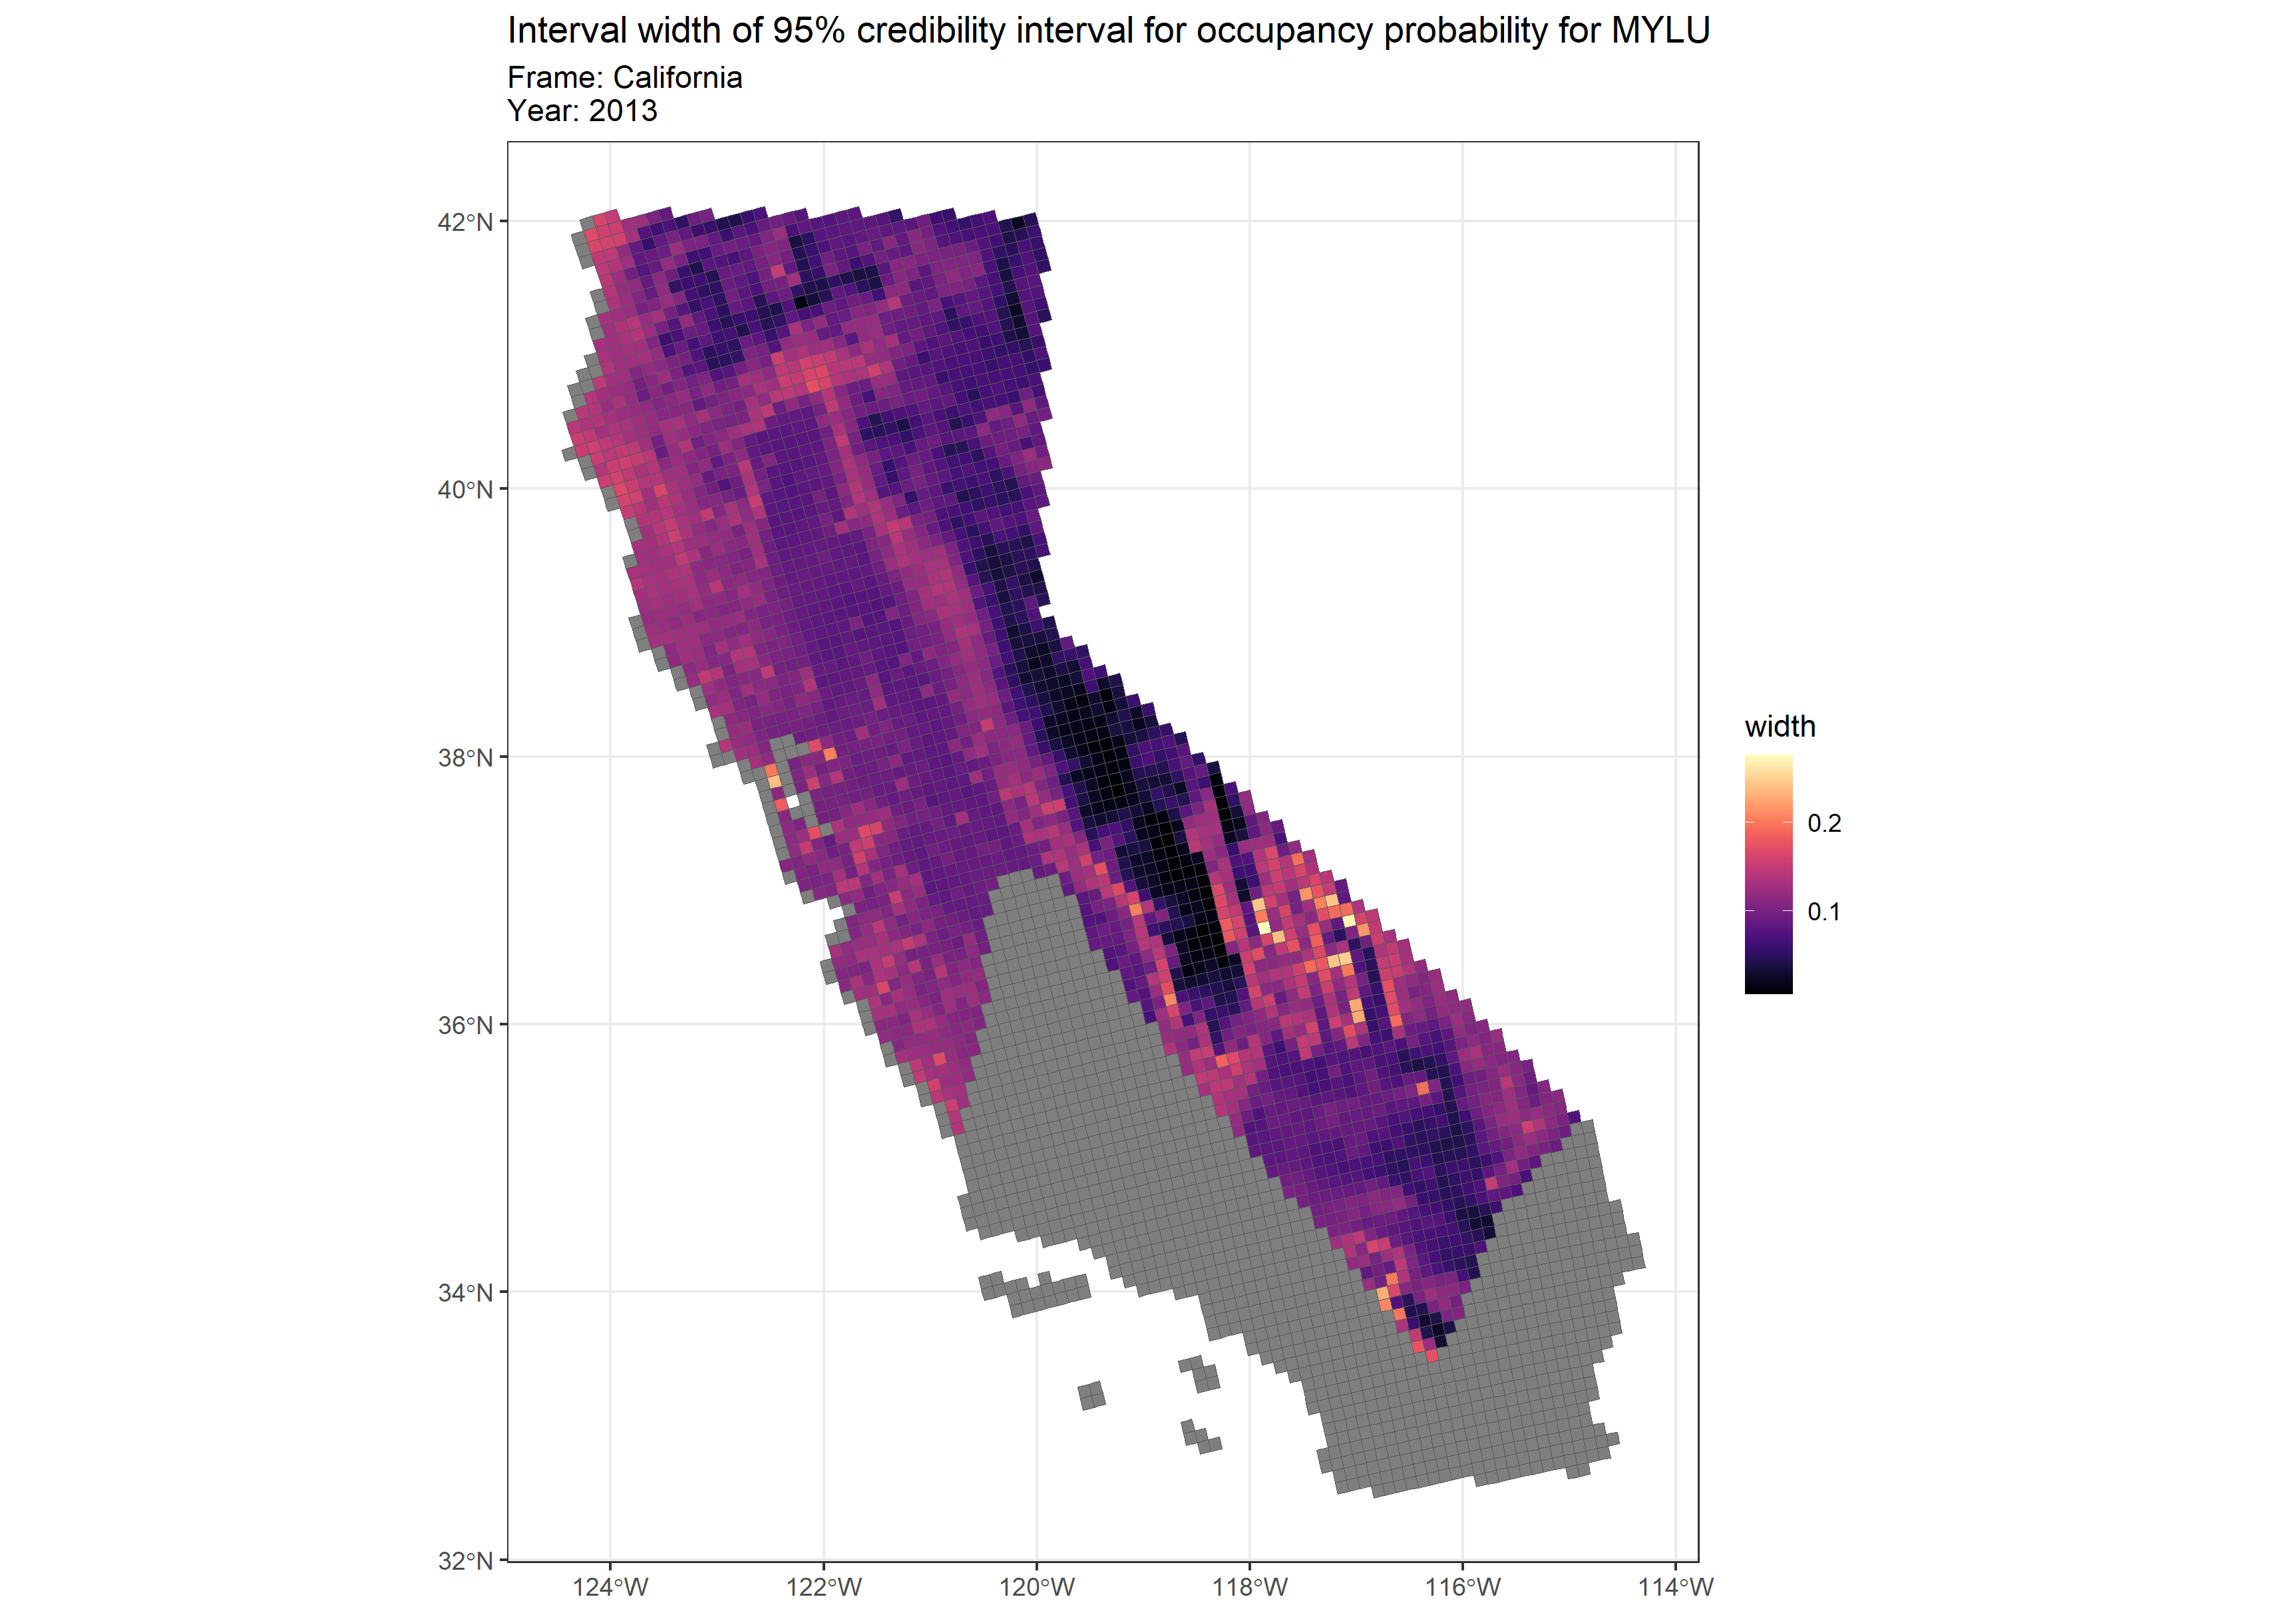 Interval width of 95% credibility interval for occupancy probability for MYLU
Frame: California
Year: 2013
42°N
40°N
38°N
36°N
34°N
32°N
124°W
122°W
120°W
118°W
116°W
114°W
width
0.2
0.1